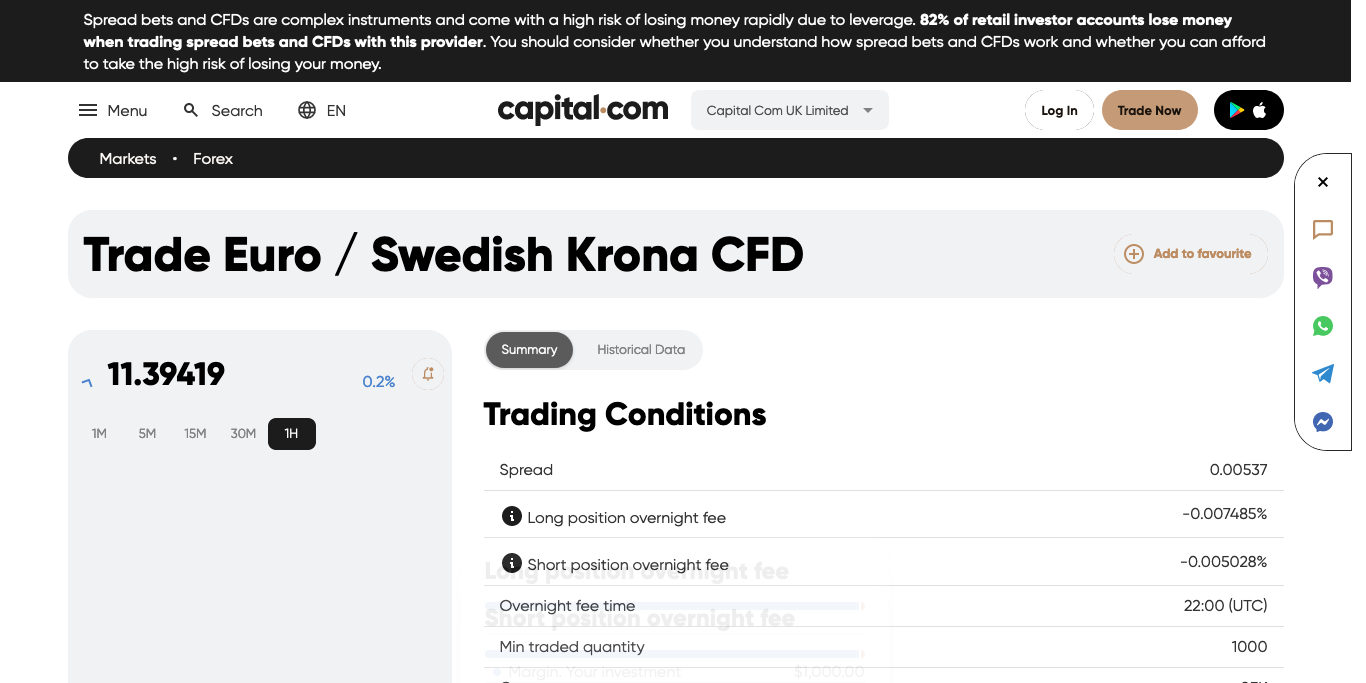 Spread bets and CFDs are complex instruments and come with a high risk of losing money rapidly due to leverage. 82% of retail investor accounts lose money
when trading spread bets and CFDs with this provider. You should consider whether you understand how spread bets and CFDs work and whether you can afford
to take the high risk of losing your money.
Menu Search EN capital.com Capital Com UK Limited Log In Trade Now
Markets • Forex
Trade Euro / Swedish Krona CFD Add to favourite
11.39419 0.2%
1M 5M 15M 30M 1H
Summary Historical Data
Trading Conditions
Spread 0.00537
Long position overnight fee -0.007485%
Short position overnight fee -0.005028%
Long position overnight fee
Overnight fee time 22:00 (UTC)
Short position overnight fee
Min traded quantity 1000
Margin. Your investment $1,000.00